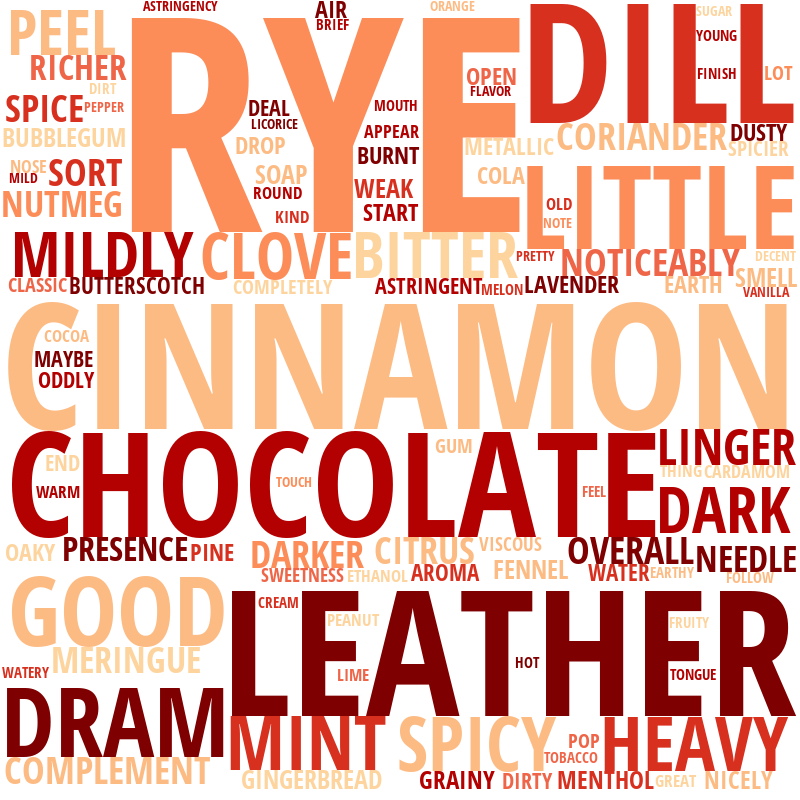 ASTRINGENCY AIR ORANGE SUGAR
PEEL RYE BRIEF DILL YOUNG
RICHER OPEN FINISH LOT
DIRT FLAVOR
SPICE PEPPER DEAL MOUTH
LICORICE
BUBBLEGUM DROP APPEAR METALLIC CORIANDER DUSTY
BURNT SPICIER
NOSE SORT SOAP COLA LITTLE
MILD ROUND WEAK
NUTMEG KIND START OLD
NOTE
MILDLY CLOVE BITTER PRETTY NOTICEABLY DECENT
CLASSIC BUTTERSCOTCH COMPLETELY ASTRINGENT MELON LAVENDER EARTH SMELL
VANILLA
CINNAMON
COCOA
MAYBE
ODDLY
CHOCOLATE GUM LINGER
END THING CARDAMOM
WARM TOUCH FEEL DARK
OAKY PRESENCE PINE DARKER CITRUS VISCOUS OVERALL NEEDLE
SWEETNESS ETHANOL AROMA FENNEL WATER EARTHY FOLLOW
GOOD LEATHER
CREAM
PEANUT FRUITY
MERINGUE HOT
WATERY LIME TONGUE
DRAM MINT SPICY POP HEAVY
TOBACCO
COMPLEMENT GINGERBREAD GRAINY DIRTY MENTHOL GREAT NICELY